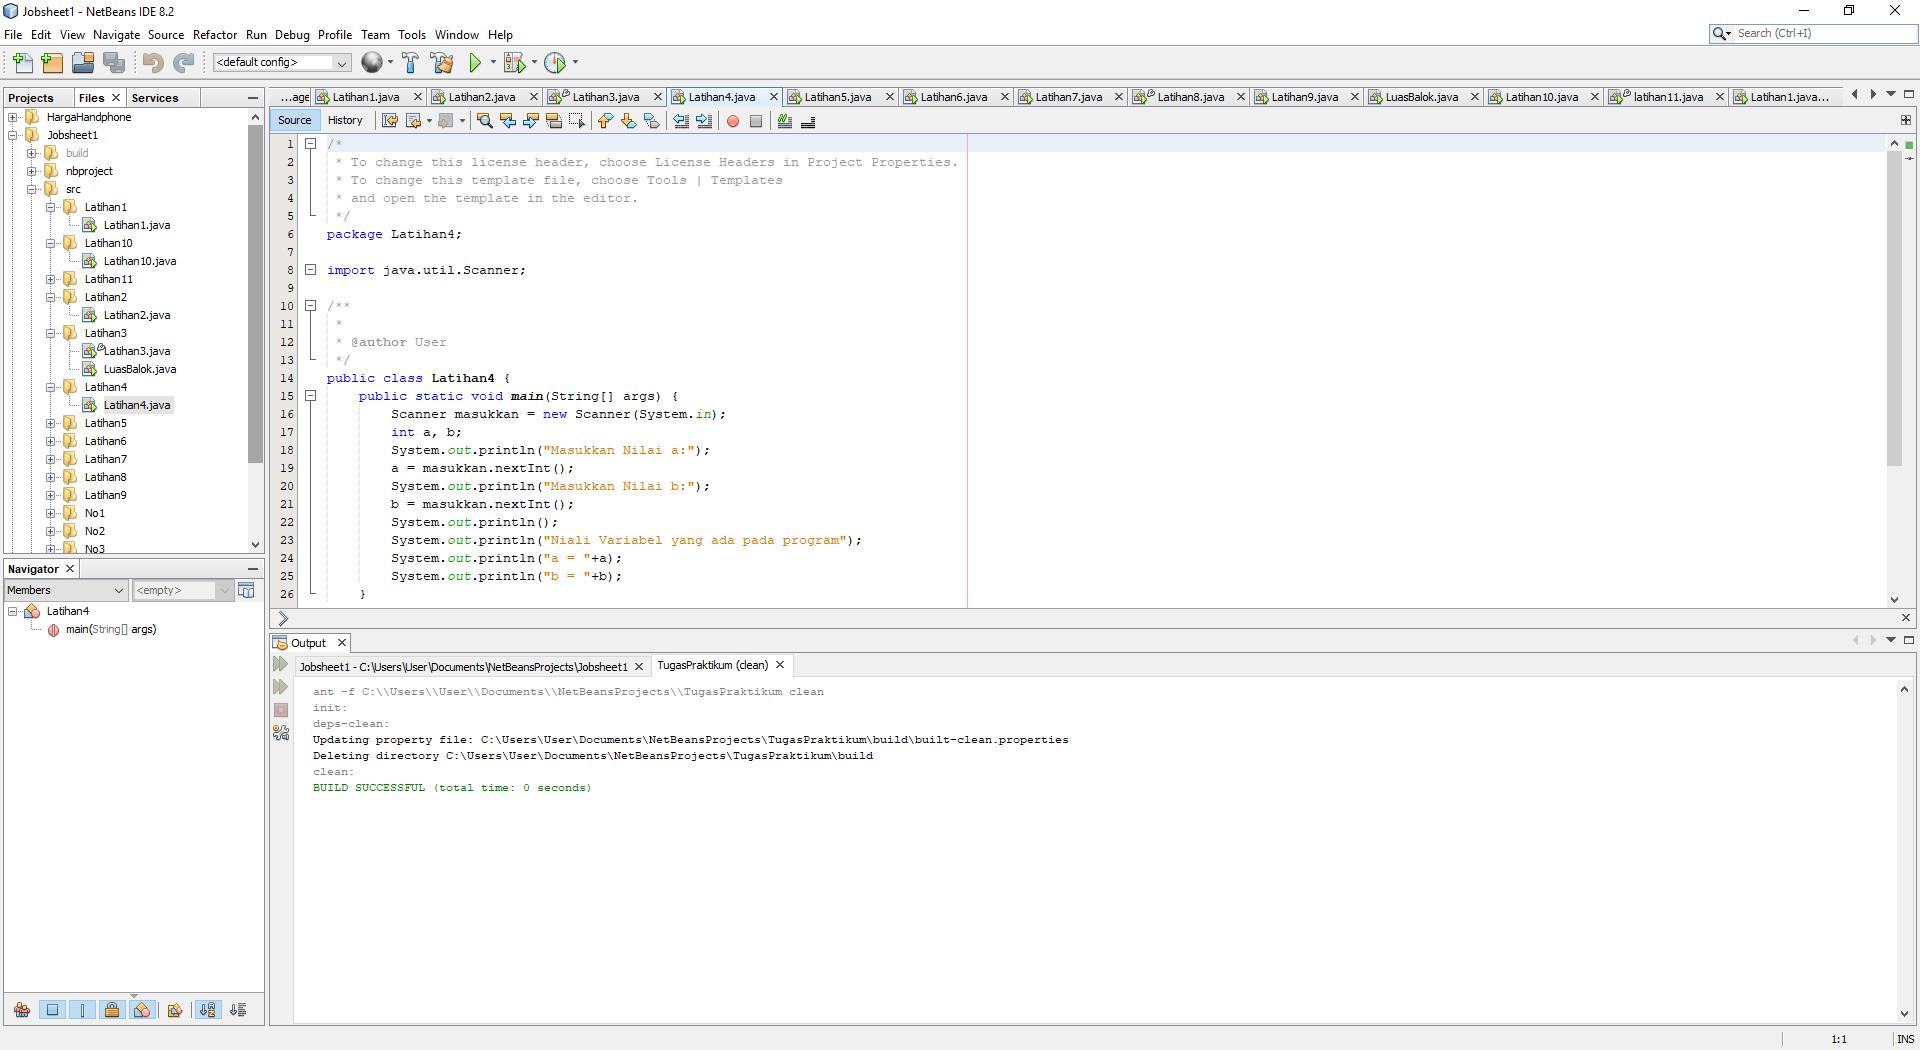 Jobsheet1 - NetBeans IDE 8.2
File Edit View Navigate Source Refactor Run Debug Profile Team Tools Window Help
Search (Ctrl+I)
<default config>
Projects Files Services
...age Latihan1.java Latihan2.java Latihan3.java Latihan4.java Latihan5.java Latihan6.java Latihan7.java Latihan8.java Latihan9.java LuasBalok.java Latihan10.java latihan11.java Latihan1.java...
HargaHandphone
Jobsheet1
build
nbproject
src
Latihan1
Latihan1.java
Latihan10
Latihan10.java
Latihan11
Latihan2
Latihan2.java
Latihan3
Latihan3.java
LuasBalok.java
Latihan4
Latihan4.java
Latihan5
Latihan6
Latihan7
Latihan8
Latihan9
No1
No2
No3
Source History
1 /*
2 * To change this license header, choose License Headers in Project Properties.
3 * To change this template file, choose Tools | Templates
4 * and open the template in the editor.
5 */
6 package Latihan4;
7
8 import java.util.Scanner;
9
10 /**
11 *
12 * @author User
13 */
14 public class Latihan4 {
15 public static void main(String[] args) {
16 Scanner masukkan = new Scanner(System.in);
17 int a, b;
18 System.out.println("Masukkan Nilai a:");
19 a = masukkan.nextInt();
20 System.out.println("Masukkan Nilai b:");
21 b = masukkan.nextInt();
22 System.out.println();
23 System.out.println("Niali Variabel yang ada pada program");
24 System.out.println("a = "+a);
25 System.out.println("b = "+b);
26 }
Navigator
Members <empty>
Latihan4
main(String[] args)
Output
Jobsheet1 - C:\Users\User\Documents\NetBeansProjects\Jobsheet1 TugasPraktikum (clean)
ant -f C:\\Users\\User\\Documents\\NetBeansProjects\\TugasPraktikum clean
init:
deps-clean:
Updating property file: C:\Users\User\Documents\NetBeansProjects\TugasPraktikum\build\built-clean.properties
Deleting directory C:\Users\User\Documents\NetBeansProjects\TugasPraktikum\build
clean:
BUILD SUCCESSFUL (total time: 0 seconds)
1:1 INS